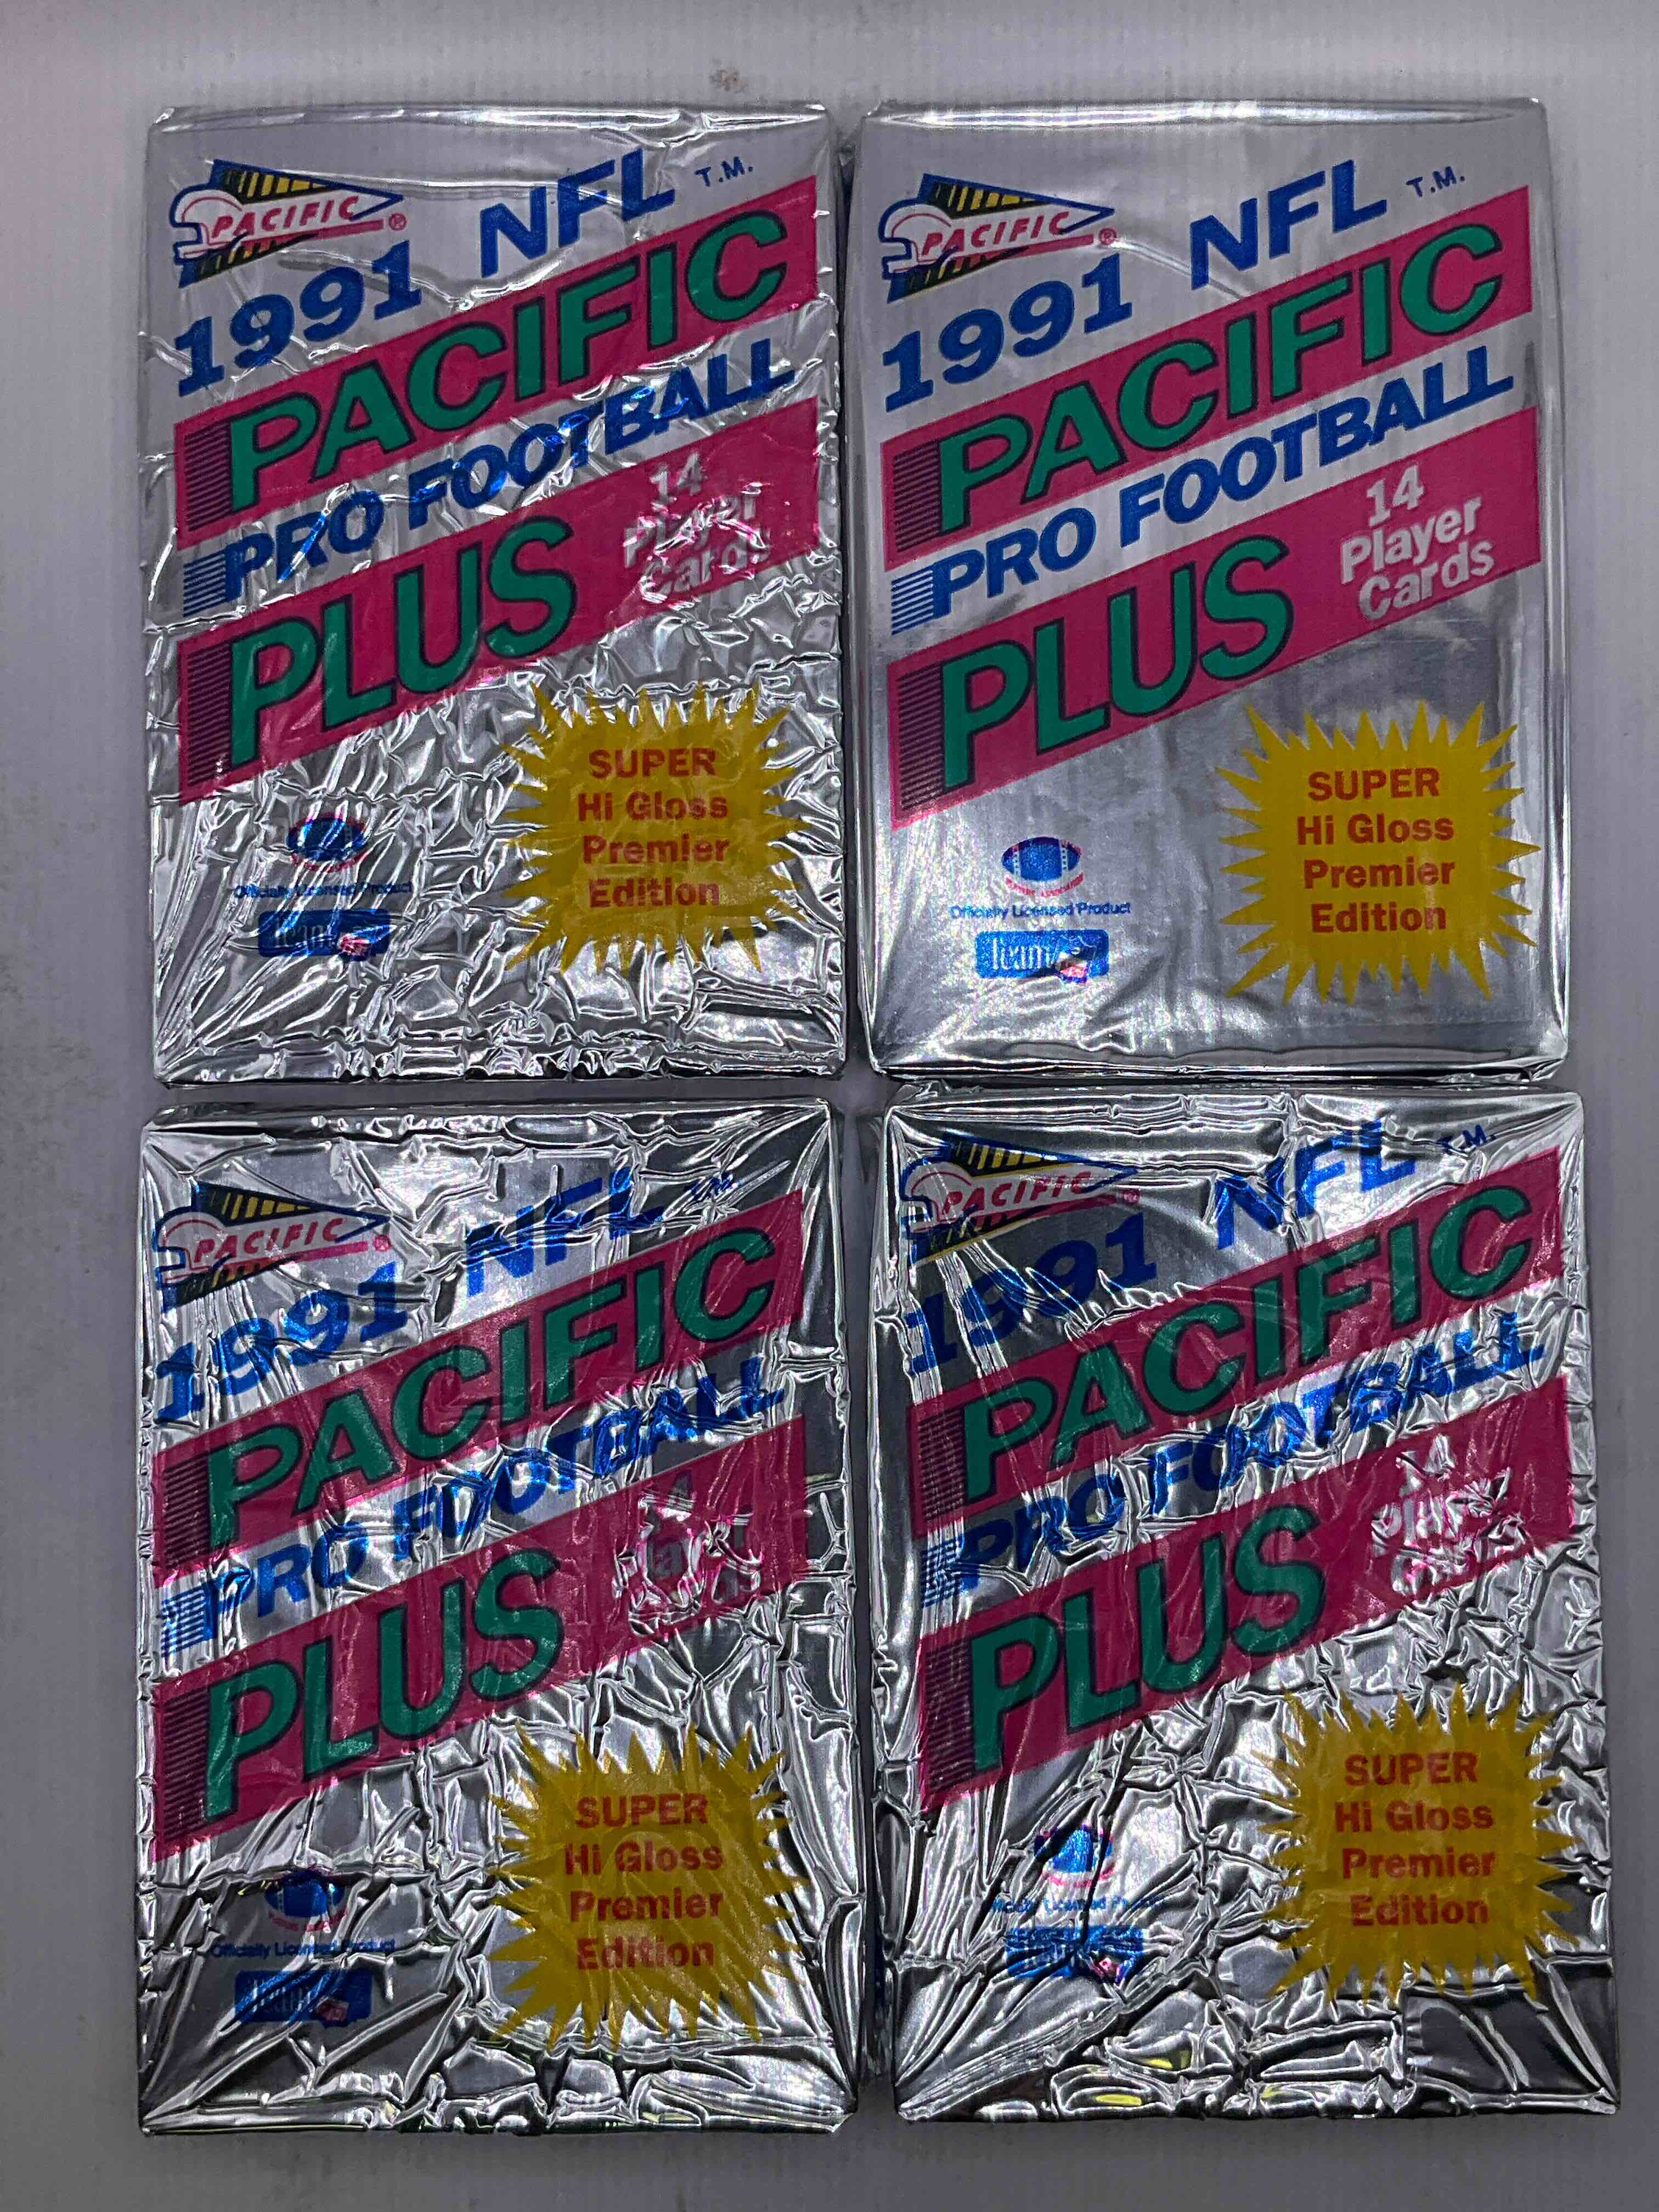 PACIFIC ®
1991 NFL T.M.
PACIFIC
PRO FOOTBALL
PLUS
14
Player
Cards
SUPER
Hi Gloss
Premier
Edition
Officially Licensed Product
Team
PACIFIC ®
1991 NFL T.M.
PACIFIC
PRO FOOTBALL
PLUS
14
Player
Cards
SUPER
Hi Gloss
Premier
Edition
Officially Licensed Product
Team
PACIFIC ®
1991 NFL
PACIFIC
PRO FOOTBALL
PLUS
SUPER
Hi Gloss
Premier
Edition
Officially Licensed Product
PACIFIC ®
1991 NFL T.M.
PACIFIC
PRO FOOTBALL
PLUS
SUPER
Hi Gloss
Premier
Edition